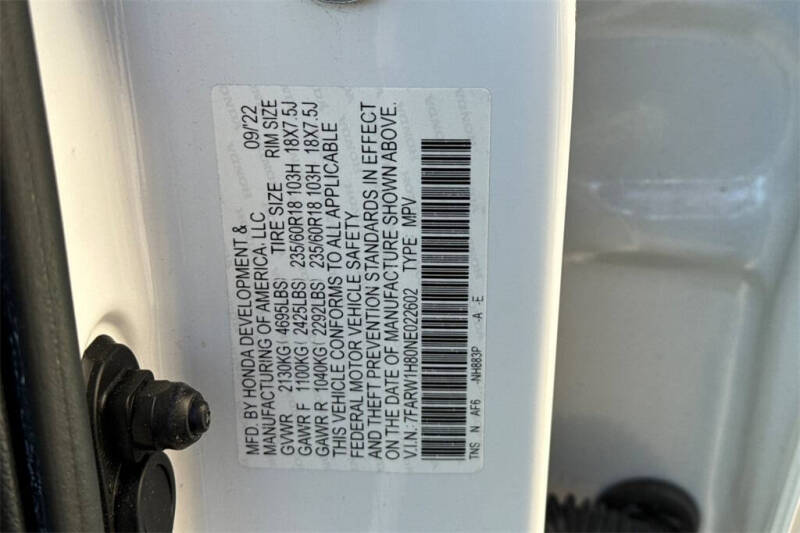 MFD. BY HONDA DEVELOPMENT & 09/'22
MANUFACTURING OF AMERICA, LLC
TIRE SIZE RIM SIZE
GVWR 2130KG( 4695LBS)
GAWR F 1100KG( 2425LBS) 235/60R18 103H 18X7.5J
GAWR R 1040KG( 2292LBS) 235/60R18 103H 18X7.5J
THIS VEHICLE CONFORMS TO ALL APPLICABLE
FEDERAL MOTOR VEHICLE SAFETY
AND THEFT PREVENTION STANDARDS IN EFFECT
ON THE DATE OF MANUFACTURE SHOWN ABOVE.
V.I.N.: 7FARW1H80NE022602 TYPE: MPV
TNS N AF6 -NH883P -A -E